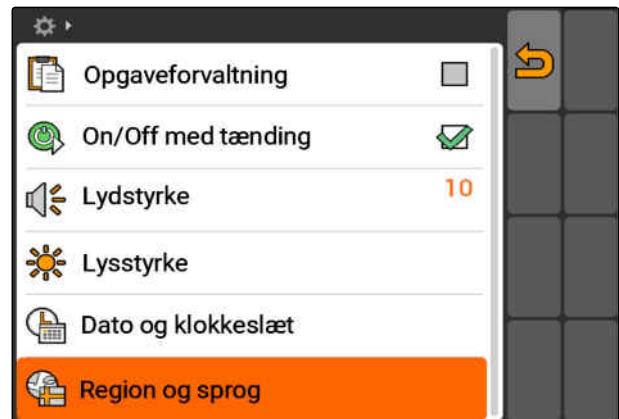 Opgaveforvaltning
On/Off med tænding
Lydstyrke 10
Lysstyrke
Dato og klokkeslæt
Region og sprog